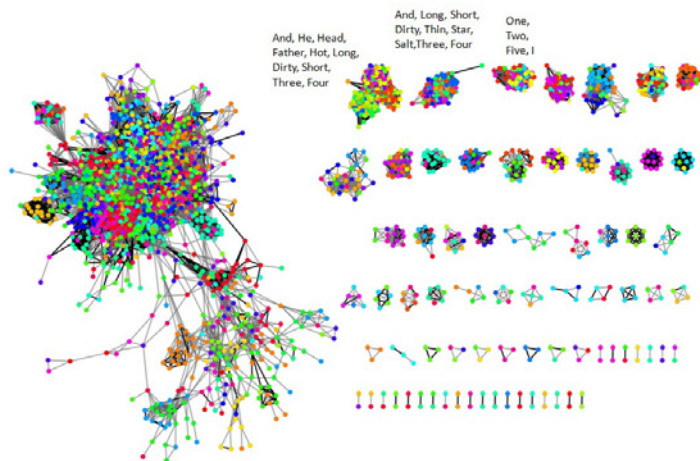 And, He, Head,
Father, Hot, Long,
Dirty, Short,
Three, Four
And, Long, Short,
Dirty, Thin, Star,
Salt,Three, Four
One,
Two,
Five, I